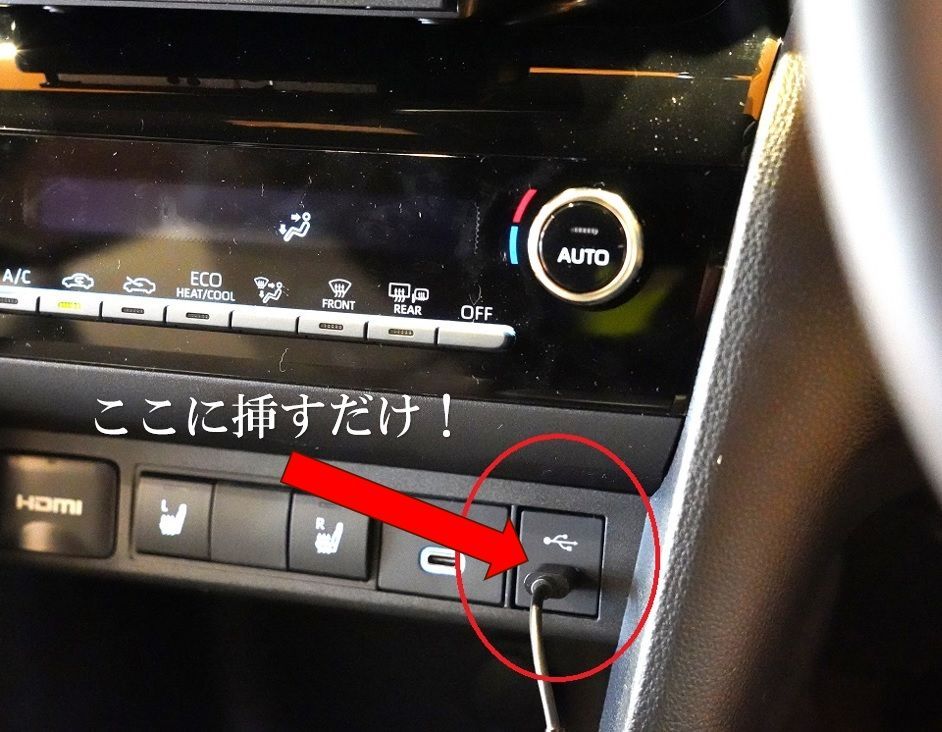 AUTO
A/C
ECO
HEAT/COOL
FRONT
REAR
OFF
ここに挿すだけ！
HDMI
L
R